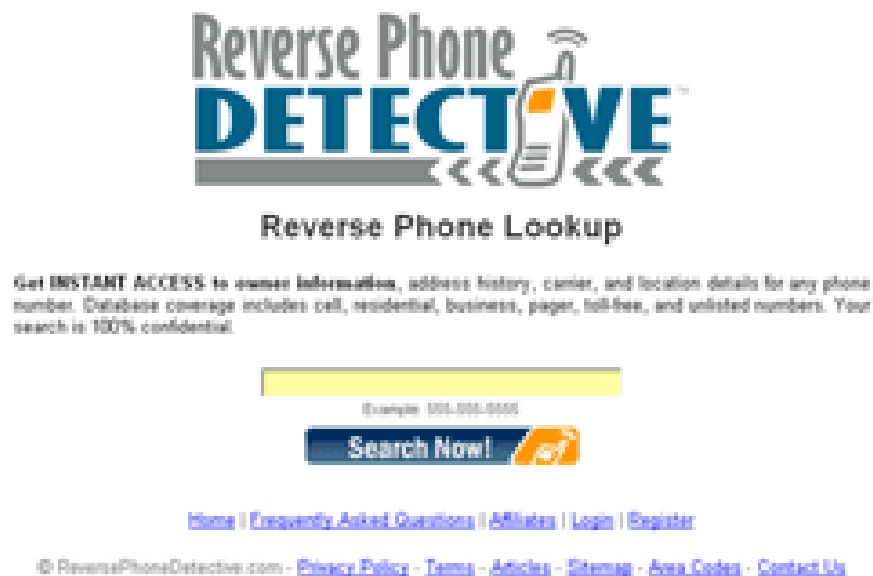 Reverse Phone
DETECTIVE™
Reverse Phone Lookup
Get INSTANT ACCESS to owner information, address history, carrier, and location details for any phone
number. Database coverage includes cell, residential, business, pager, toll-free, and unlisted numbers. Your
search is 100% confidential.
Example: 555-555-5555
Search Now!
Home | Frequently Asked Questions | Affiliates | Login | Register
© ReversePhoneDetective.com - Privacy Policy - Terms - Articles - Sitemap - Area Codes - Contact Us